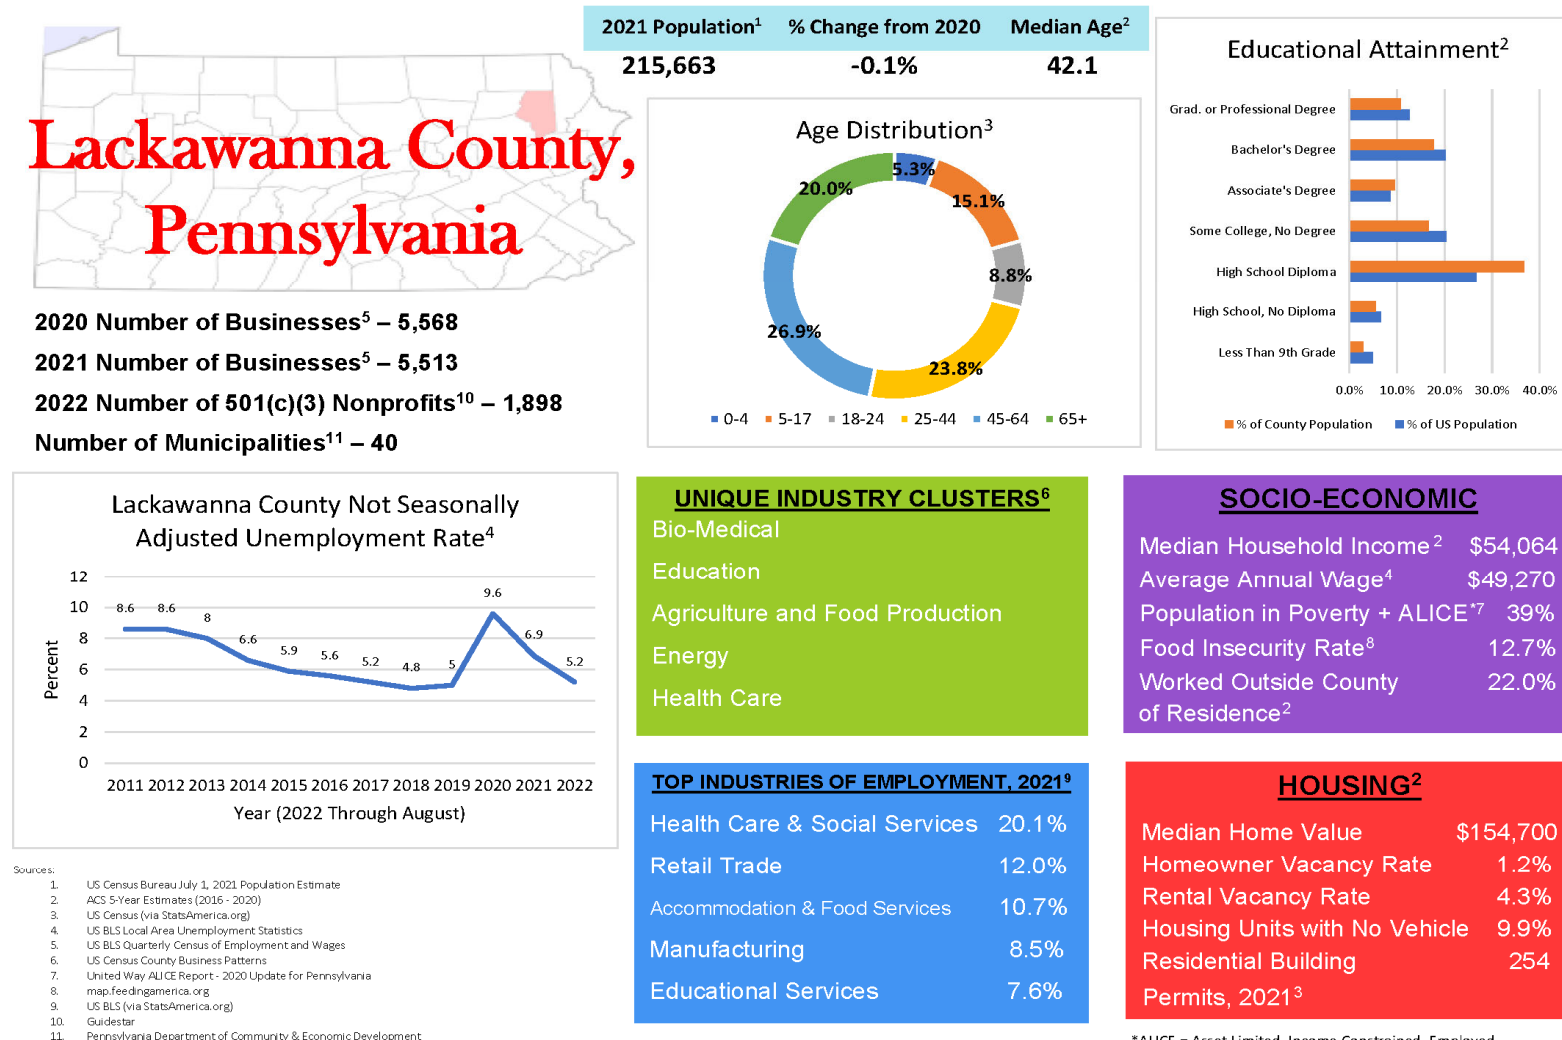 Lackawanna County,
Pennsylvania
2021 Population¹ % Change from 2020 Median Age²
215,663 -0.1% 42.1
2020 Number of Businesses⁵ – 5,568
2021 Number of Businesses⁵ – 5,513
2022 Number of 501(c)(3) Nonprofits¹⁰ – 1,898
Number of Municipalities¹¹ – 40
Age Distribution³
5.3%
15.1%
8.8%
23.8%
26.9%
20.0%
0-4 5-17 18-24 25-44 45-64 65+
Educational Attainment²
Grad. or Professional Degree
Bachelor's Degree
Associate's Degree
Some College, No Degree
High School Diploma
High School, No Diploma
Less Than 9th Grade
0.0% 10.0% 20.0% 30.0% 40.0%
% of County Population % of US Population
Lackawanna County Not Seasonally
Adjusted Unemployment Rate⁴
Percent
12
10
8
6
4
2
0
8.6 8.6 8 6.6 5.9 5.6 5.2 4.8 5 9.6 6.9 5.2
2011 2012 2013 2014 2015 2016 2017 2018 2019 2020 2021 2022
Year (2022 Through August)
UNIQUE INDUSTRY CLUSTERS⁶
Bio-Medical
Education
Agriculture and Food Production
Energy
Health Care
SOCIO-ECONOMIC
Median Household Income² $54,064
Average Annual Wage⁴ $49,270
Population in Poverty + ALICE*⁷ 39%
Food Insecurity Rate⁸ 12.7%
Worked Outside County 22.0%
of Residence²
TOP INDUSTRIES OF EMPLOYMENT, 2021⁹
Health Care & Social Services 20.1%
Retail Trade 12.0%
Accommodation & Food Services 10.7%
Manufacturing 8.5%
Educational Services 7.6%
HOUSING²
Median Home Value $154,700
Homeowner Vacancy Rate 1.2%
Rental Vacancy Rate 4.3%
Housing Units with No Vehicle 9.9%
Residential Building 254
Permits, 2021³
Sources:
1. US Census Bureau July 1, 2021 Population Estimate
2. ACS 5-Year Estimates (2016 - 2020)
3. US Census (via StatsAmerica.org)
4. US BLS Local Area Unemployment Statistics
5. US BLS Quarterly Census of Employment and Wages
6. US Census County Business Patterns
7. United Way ALICE Report - 2020 Update for Pennsylvania
8. map.feedingamerica.org
9. US BLS (via StatsAmerica.org)
10. Guidestar
11. Pennsylvania Department of Community & Economic Development
*ALICE = Asset Limited, Income Constrained, Employed